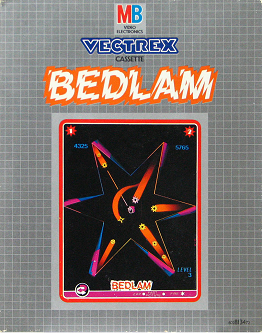 MB
VIDEO
ELECTRONICS
VECTREX
CASSETTE
BEDLAM
1 2
4325 5765
LEVEL
3
BEDLAM